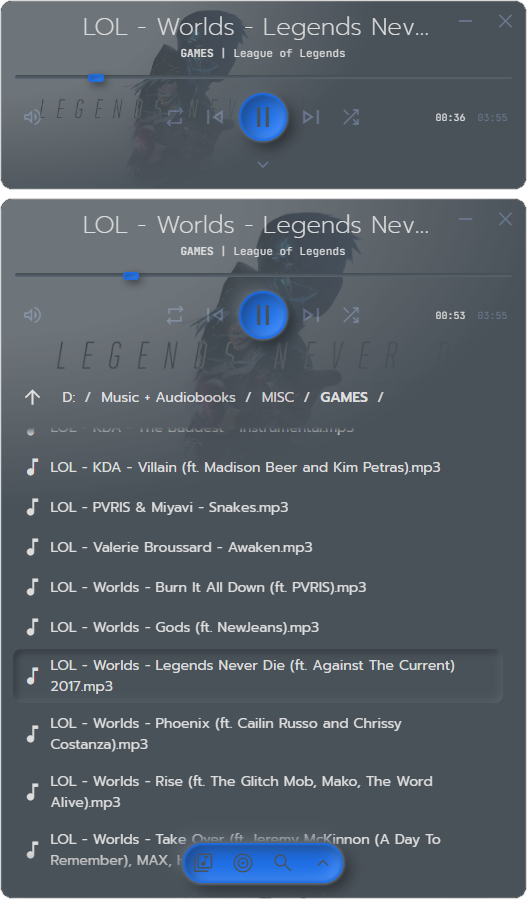 LOL - Worlds - Legends Nev...
GAMES | League of Legends
LEGENDS NEV
00:36 03:55
LOL - Worlds - Legends Nev...
GAMES | League of Legends
00:53 03:55
LEGENDS NEVER D
D: / Music + Audiobooks / MISC / GAMES /
LOL - KDA - The Baddest - Instrumental.mp3
LOL - KDA - Villain (ft. Madison Beer and Kim Petras).mp3
LOL - PVRIS & Miyavi - Snakes.mp3
LOL - Valerie Broussard - Awaken.mp3
LOL - Worlds - Burn It All Down (ft. PVRIS).mp3
LOL - Worlds - Gods (ft. NewJeans).mp3
LOL - Worlds - Legends Never Die (ft. Against The Current)
2017.mp3
LOL - Worlds - Phoenix (ft. Cailin Russo and Chrissy
Costanza).mp3
LOL - Worlds - Rise (ft. The Glitch Mob, Mako, The Word
Alive).mp3
LOL - Worlds - Take Over (ft. Jeremy McKinnon (A Day To
Remember), MAX,